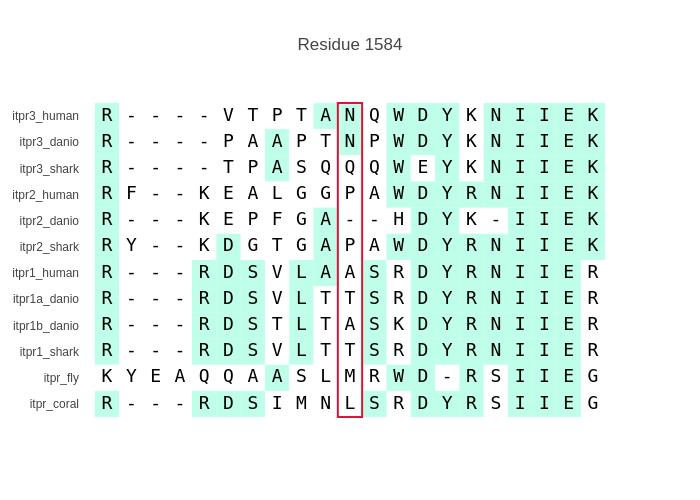 Residue 1584
itpr3_human R - - - - V T P T A N Q W D Y K N I I E K
itpr3_danio R - - - - P A A P T N P W D Y K N I I E K
itpr3_shark R - - - - T P A S Q Q Q W E Y K N I I E K
itpr2_human R F - - K E A L G G P A W D Y R N I I E K
itpr2_danio R - - - K E P F G A - - H D Y K - I I E K
itpr2_shark R Y - - K D G T G A P A W D Y R N I I E K
itpr1_human R - - - R D S V L A A S R D Y R N I I E R
itpr1a_danio R - - - R D S V L T T S R D Y R N I I E R
itpr1b_danio R - - - R D S T L T A S K D Y R N I I E R
itpr1_shark R - - - R D S V L T T S R D Y R N I I E R
itpr_fly K Y E A Q Q A A S L M R W D - R S I I E G
itpr_coral R - - - R D S I M N L S R D Y R S I I E G